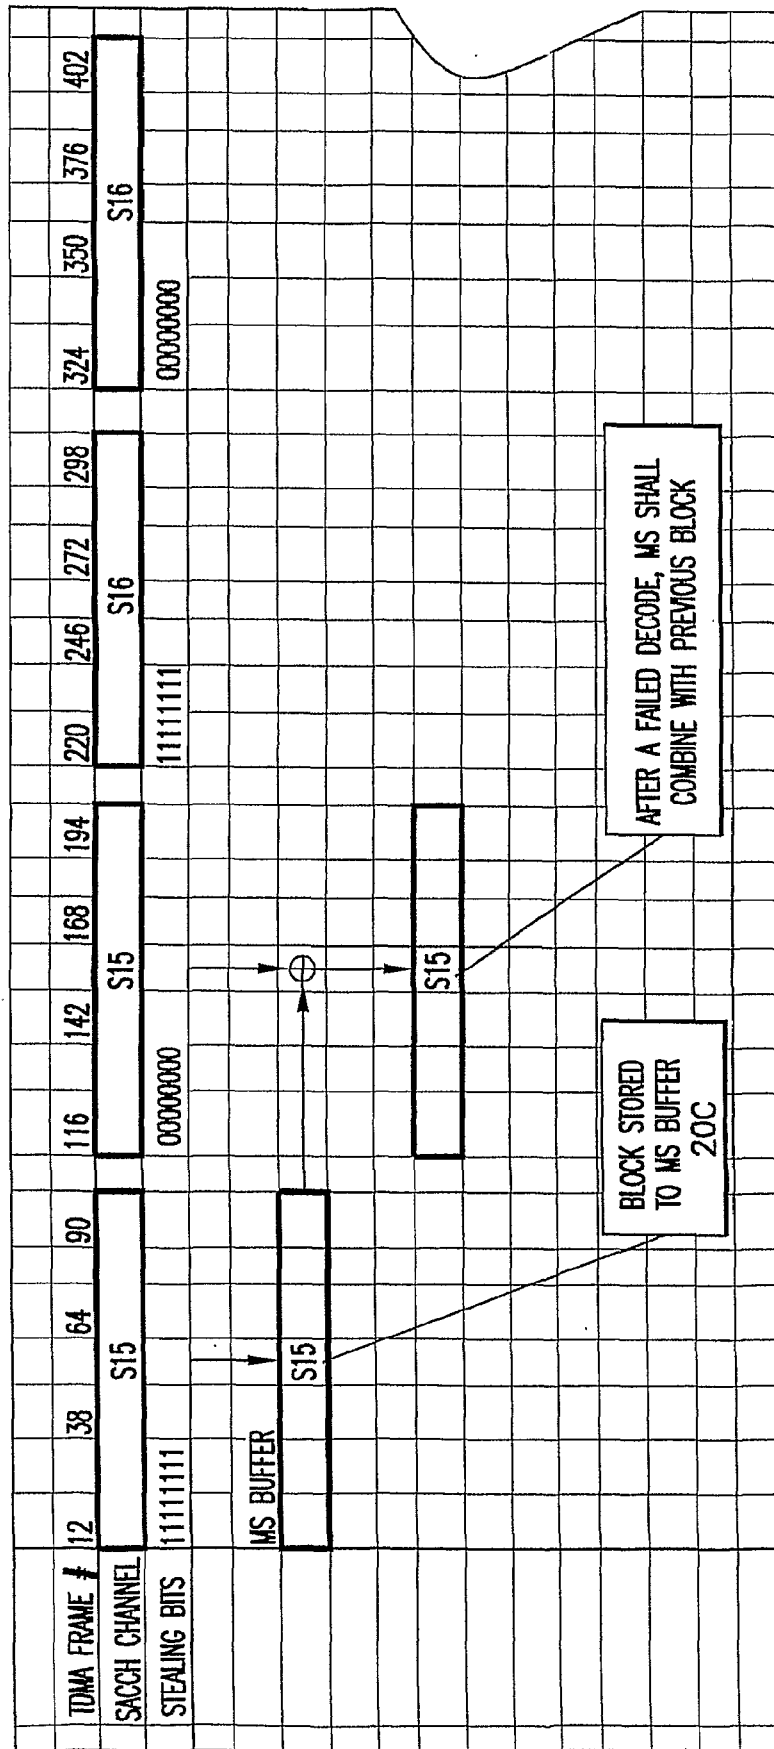 TDMA FRAME # 12 38 64 90 116 142 168 194 220 246 272 298 324 350 376 402
SACCH CHANNEL S15 S15 S16 S16
STEALING BITS 11111111 00000000 11111111 00000000
MS BUFFER
S15
S15
BLOCK STORED
TO MS BUFFER
20C
AFTER A FAILED DECODE, MS SHALL
COMBINE WITH PREVIOUS BLOCK